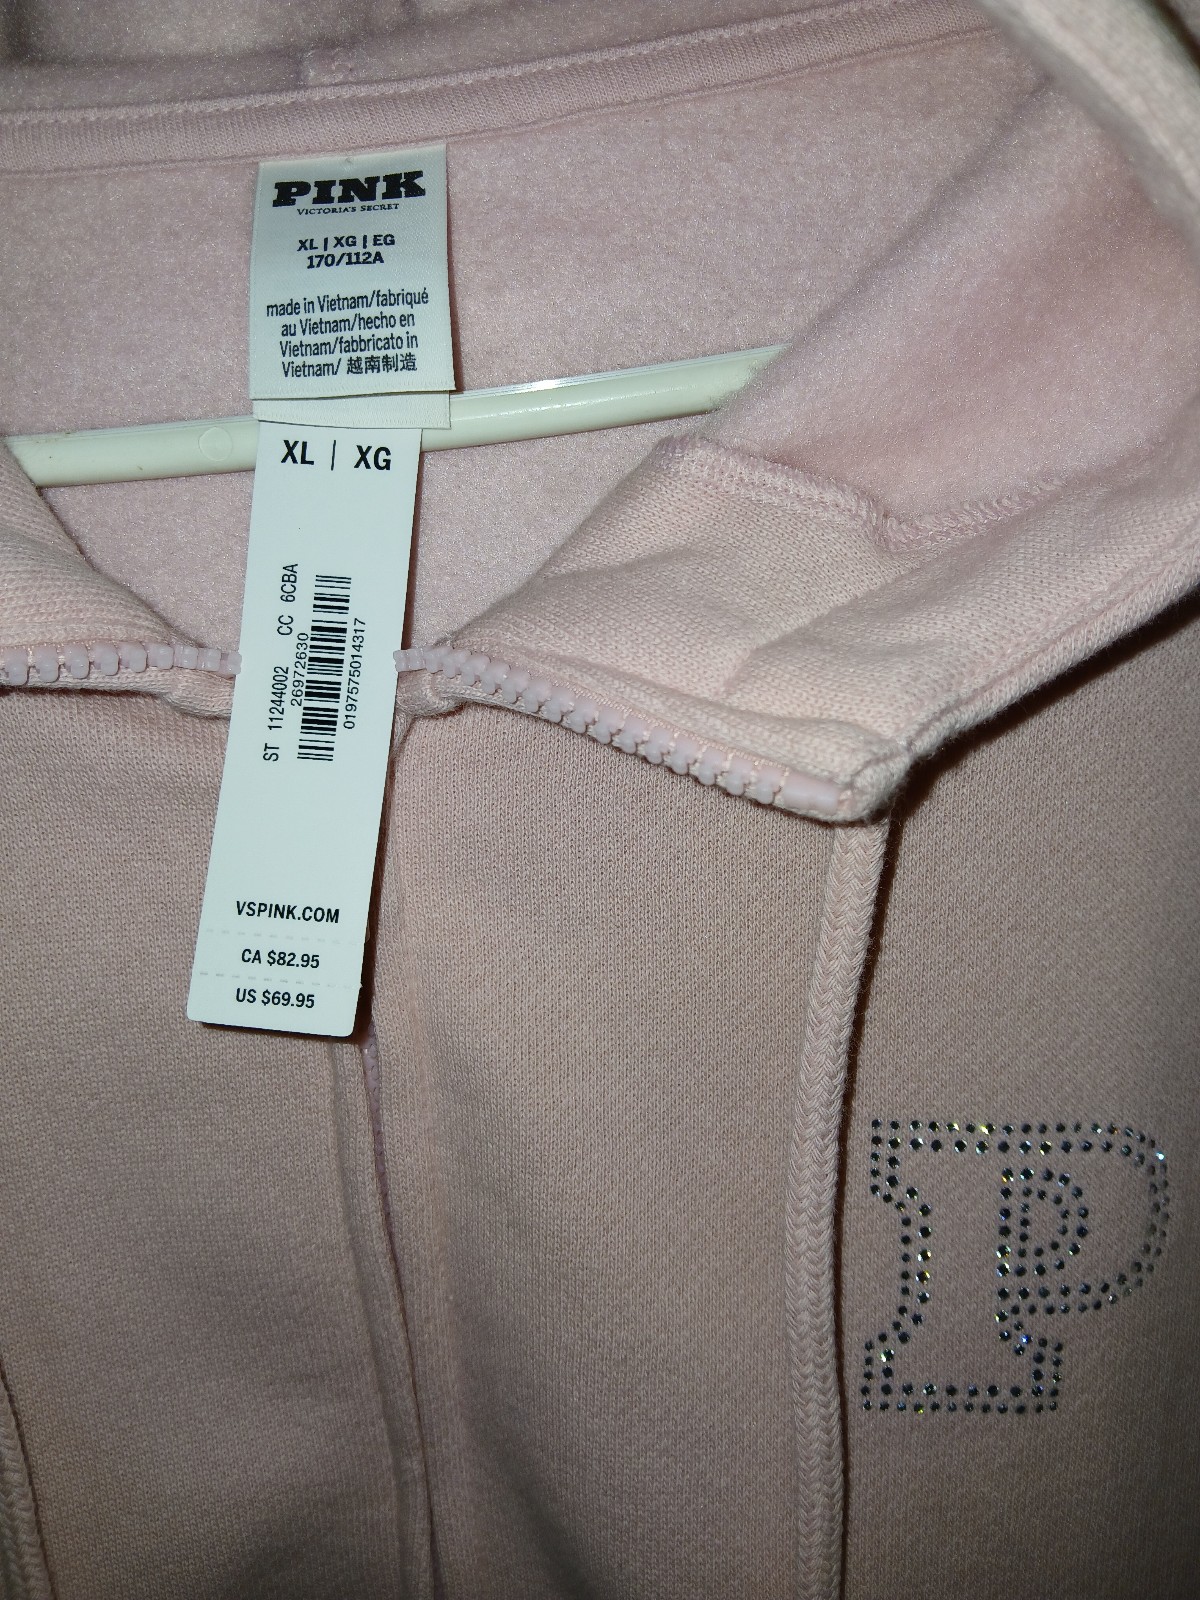 PINK
VICTORIA'S SECRET
XL | XG | EG
170/112A
made in Vietnam/fabriqué
au Vietnam/hecho en
Vietnam/fabbricato in
Vietnam/ 越南制造
XL | XG
ST 11244002 CC 6CBA
26972630
0197575014317
VSPINK.COM
CA $82.95
US $69.95
P